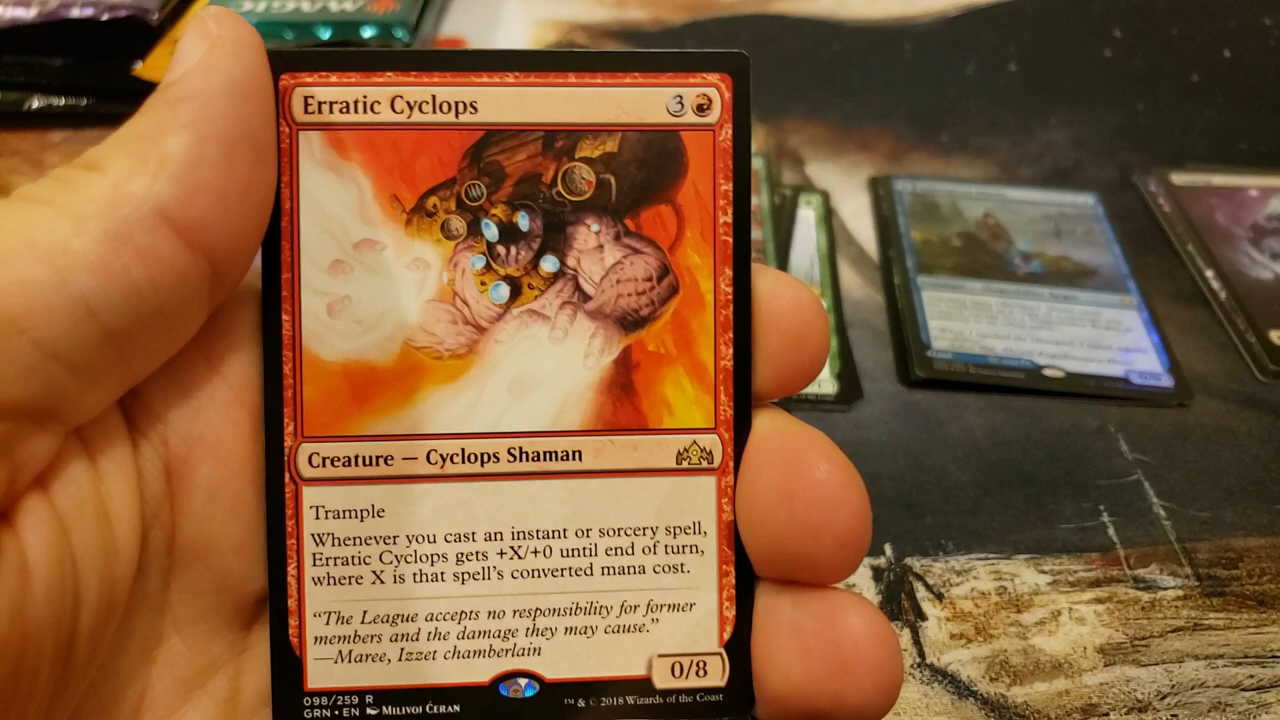 MAGIC
Erratic Cyclops
3
Creature — Cyclops Shaman
Trample
Whenever you cast an instant or sorcery spell,
Erratic Cyclops gets +X/+0 until end of turn,
where X is that spell's converted mana cost.
"The League accepts no responsibility for former
members and the damage they may cause."
—Maree, Izzet chamberlain
0/8
098/259 R
GRN • EN MILIVOJ ĆERAN
™ & © 2018 Wizards of the Coast